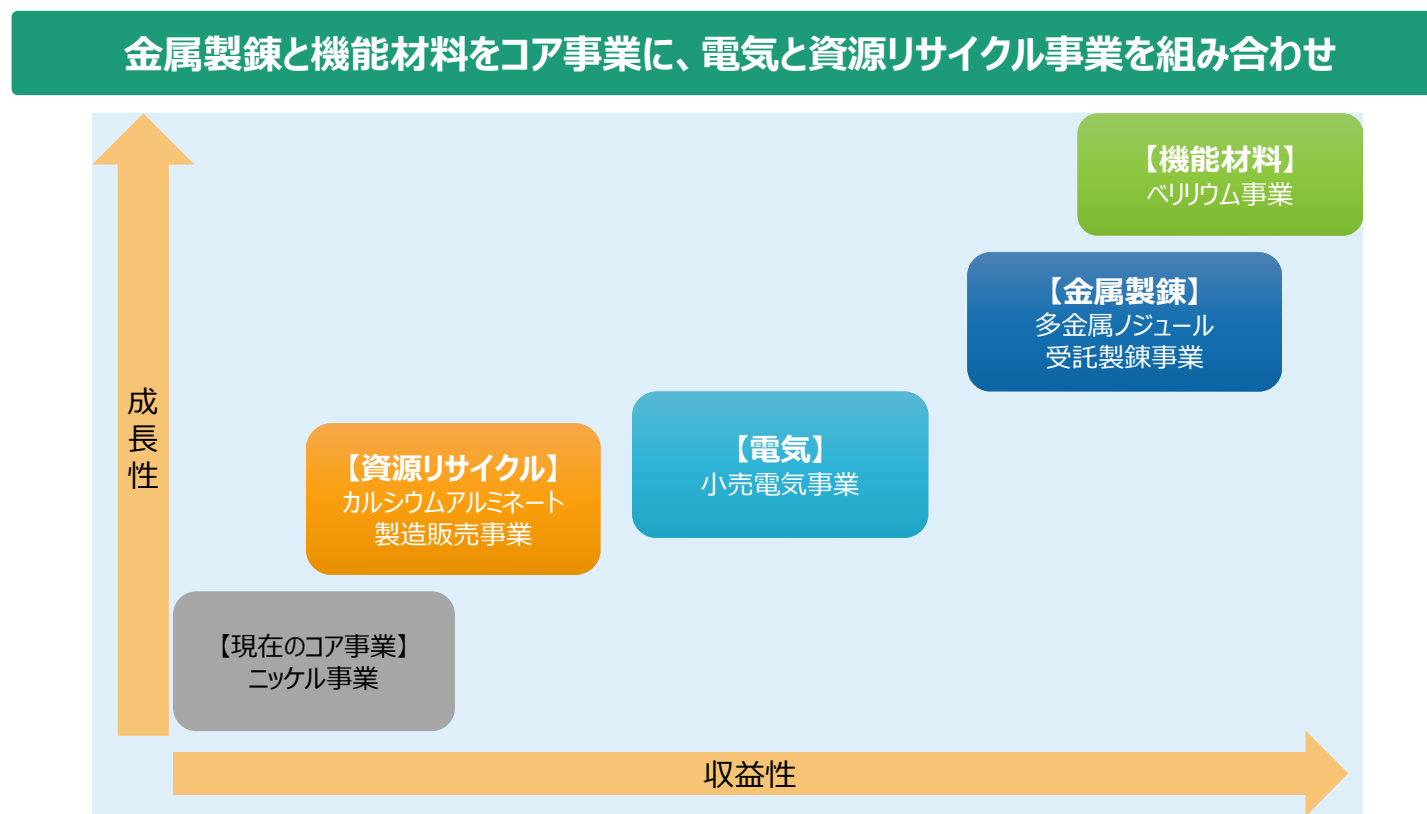 金属製錬と機能材料をコア事業に、電気と資源リサイクル事業を組み合わせ
【機能材料】
ベリリウム事業
【金属製錬】
多金属ノジュール
受託製錬事業
【電気】
小売電気事業
【資源リサイクル】
カルシウムアルミネート
製造販売事業
【現在のコア事業】
ニッケル事業
成長性
収益性